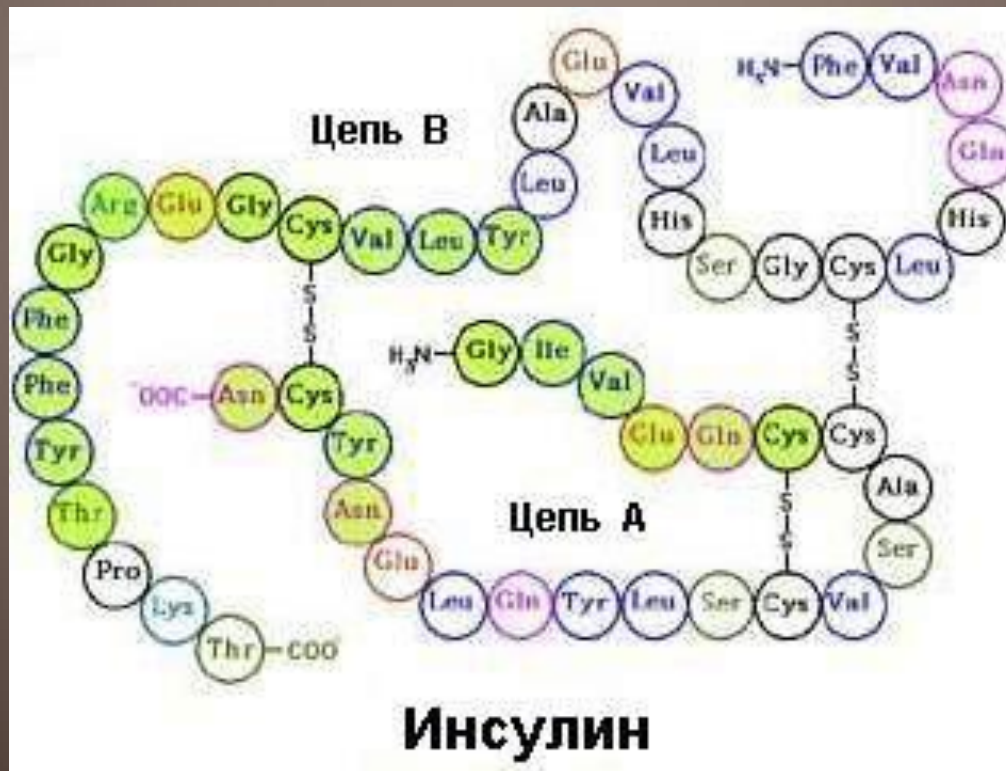 Цепь B
H₃N–Phe Val Asn Gln His Leu Cys Gly Ser His Leu Val Glu Ala Leu Tyr Leu Val Cys Gly Glu Arg Gly Phe Phe Tyr Thr Pro Lys Thr–COO
S
S
S
S
H₃N–Gly Ile Val Glu Gln Cys Cys Ala Ser Val Cys Ser Leu Tyr Gln Leu Glu Asn Tyr Cys Asn–OOC⁻
S
S
Цепь A
Инсулин